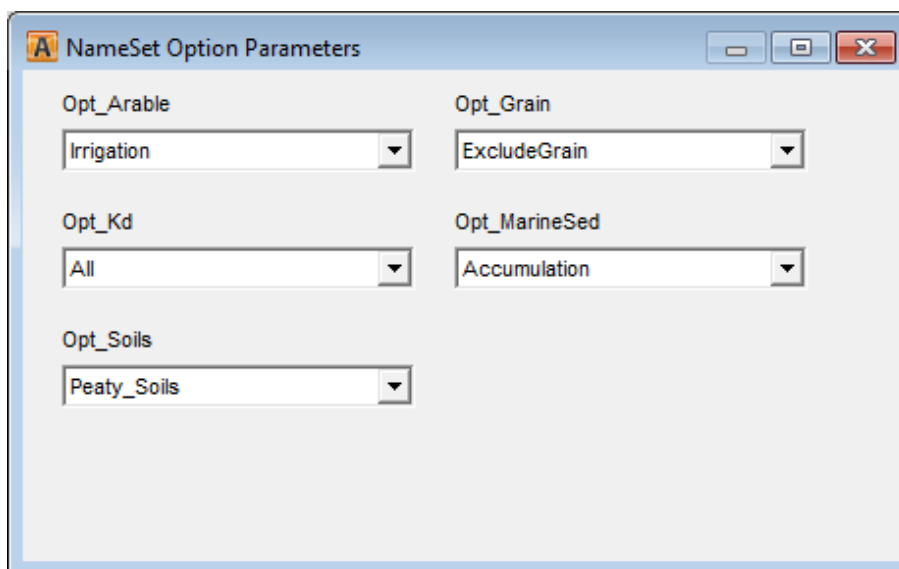 NameSet Option Parameters
Opt_Arable
Opt_Grain
Irrigation
ExcludeGrain
Opt_Kd
Opt_MarineSed
All
Accumulation
Opt_Soils
Peaty_Soils